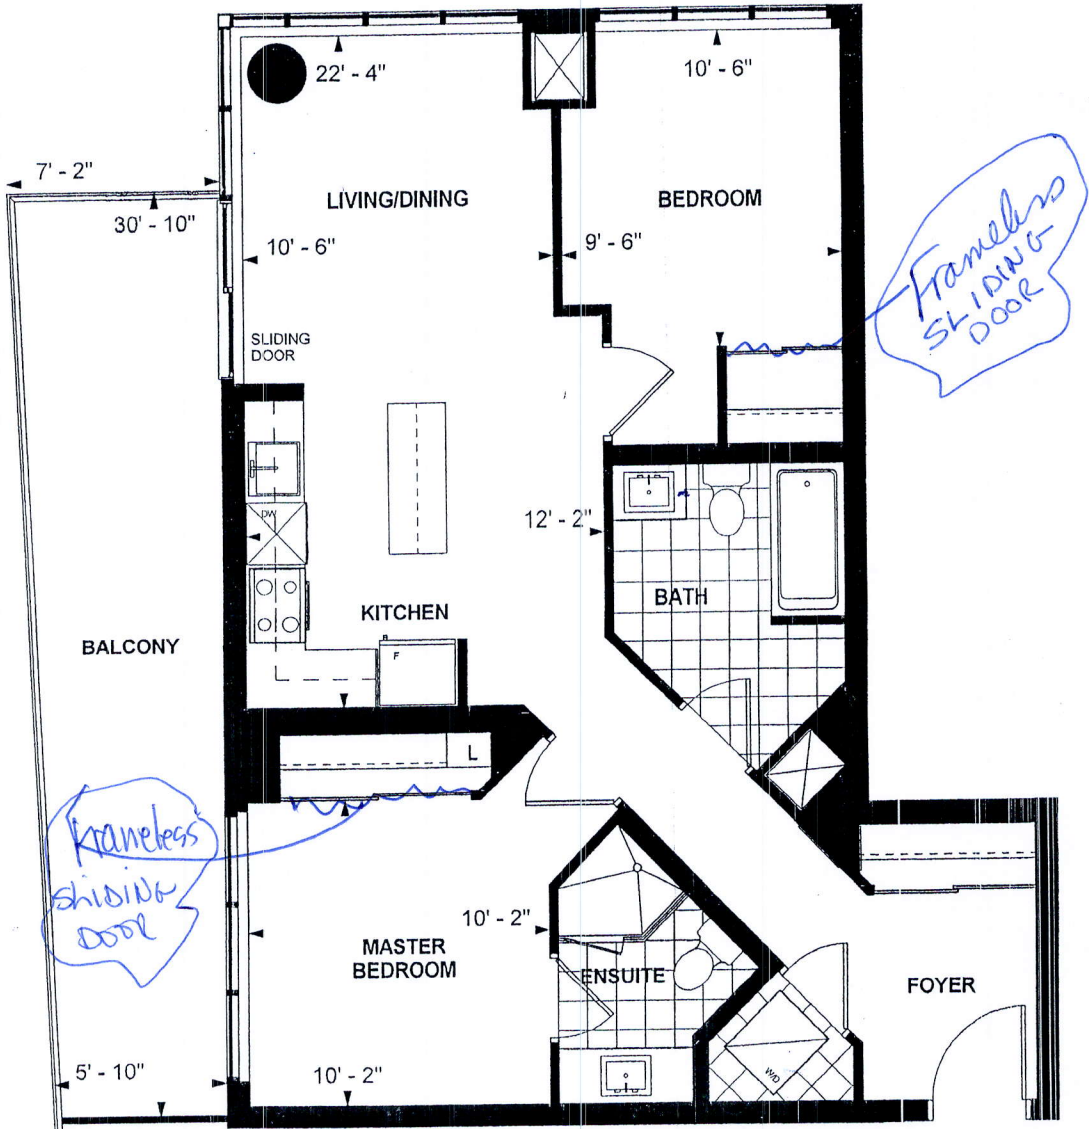 22' - 4"
10' - 6"
7' - 2"
30' - 10"
LIVING/DINING
BEDROOM
10' - 6"
9' - 6"
Frameless
SLIDING
DOOR
SLIDING
DOOR
DW
12' - 2"
BATH
KITCHEN
F
BALCONY
L
Frameless
SLIDING
DOOR
10' - 2"
MASTER
BEDROOM
ENSUITE
FOYER
W/D
5' - 10"
10' - 2"